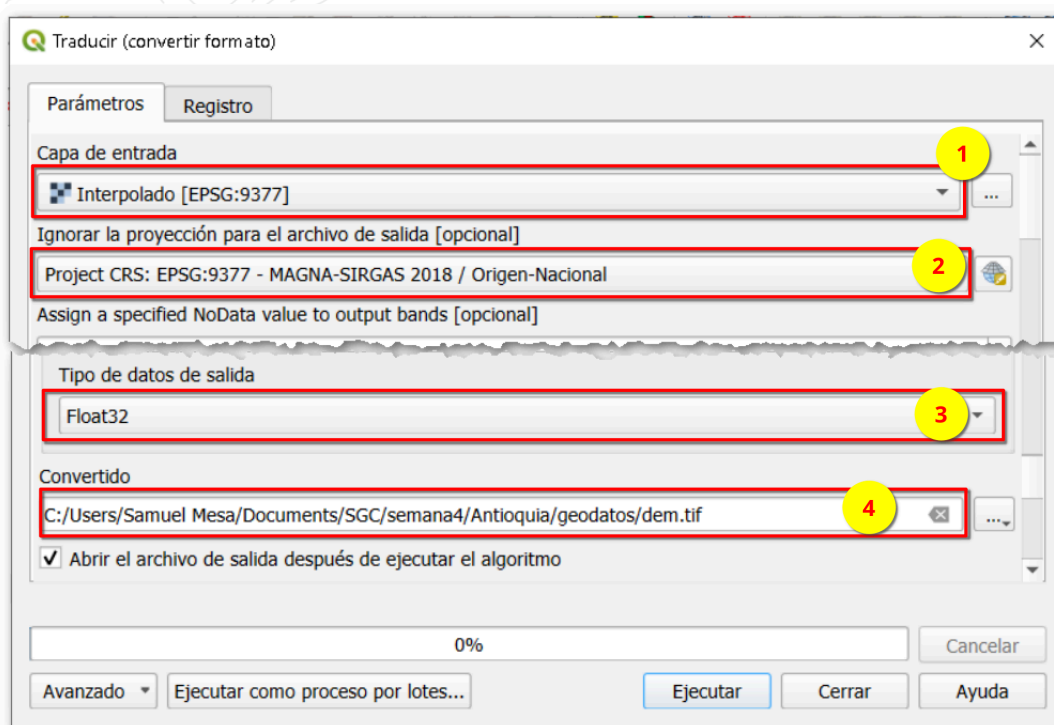 Traducir (convertir formato)
Parámetros
Registro
Capa de entrada
1
Interpolado [EPSG:9377]
...
Ignorar la proyección para el archivo de salida [opcional]
Project CRS: EPSG:9377 - MAGNA-SIRGAS 2018 / Origen-Nacional
2
Assign a specified NoData value to output bands [opcional]
Tipo de datos de salida
Float32
3
Convertido
C:/Users/Samuel Mesa/Documents/SGC/semana4/Antioquia/geodatos/dem.tif
4
...
Abrir el archivo de salida después de ejecutar el algoritmo
0%
Cancelar
Avanzado
Ejecutar como proceso por lotes...
Ejecutar
Cerrar
Ayuda